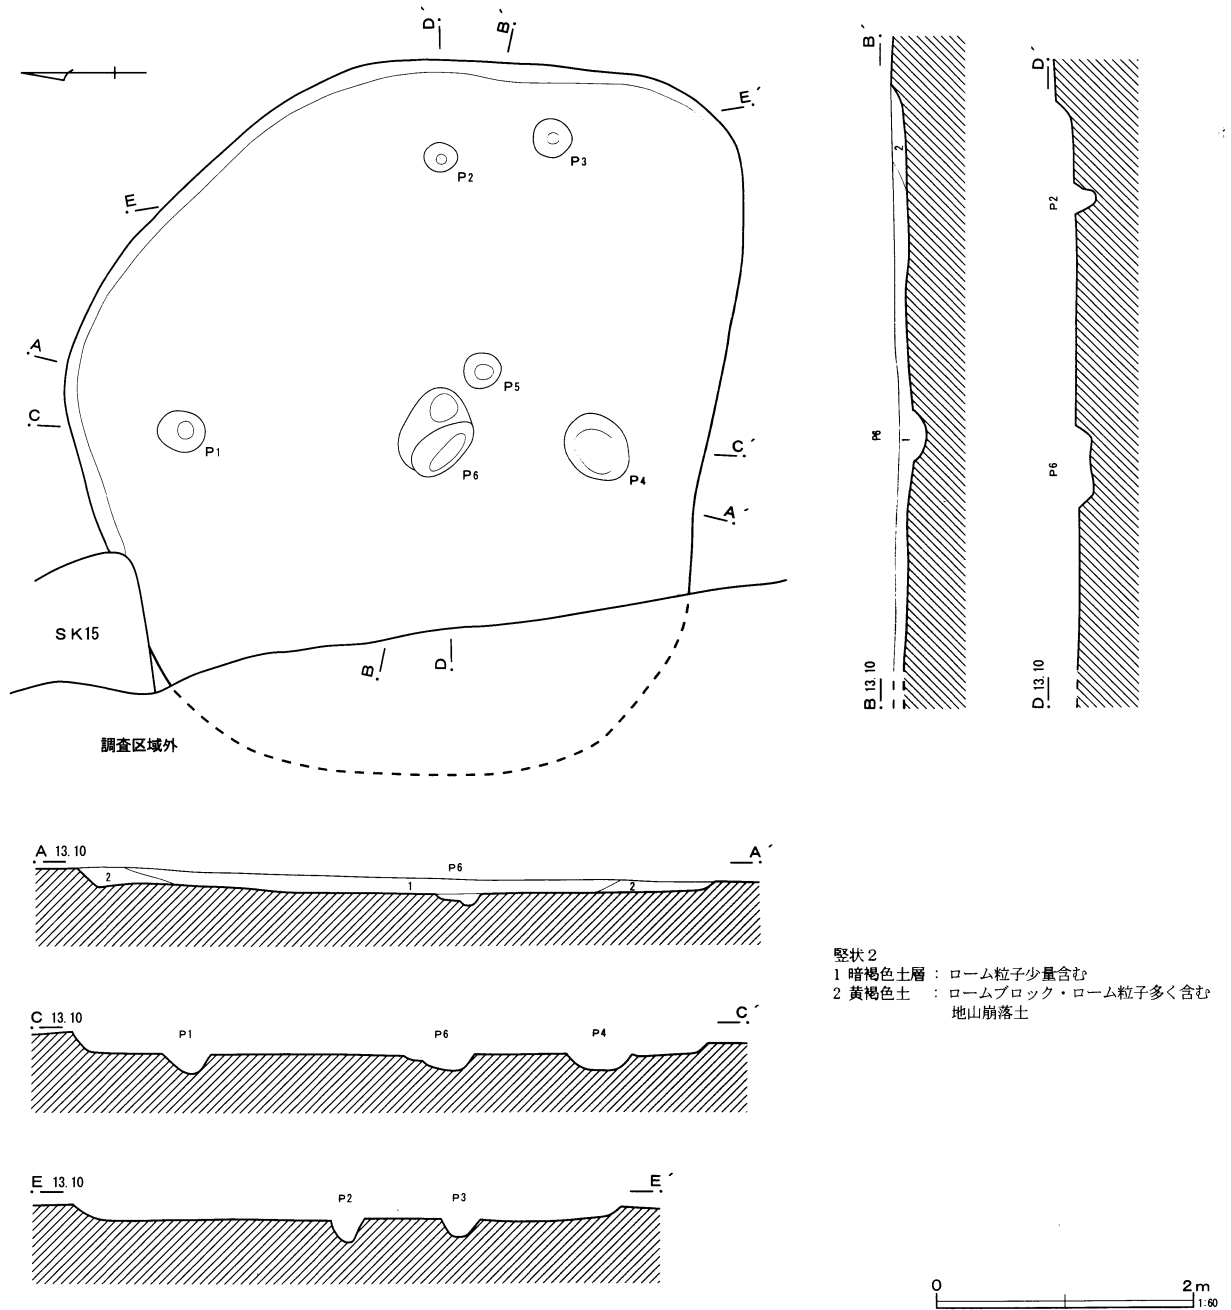 D´
B´
E´
P2
P3
E
A
P5
C
P1
P6
P4
C´
A´
SK15
B
D
調査区域外
B´
2
P6
1
B 13.10
D´
P2
P6
D 13.10
A 13.10
P6
A´
2
1
2
C 13.10
P1
P6
P4
C´
E 13.10
P2
P3
E´
竪状2
1 暗褐色土層 : ローム粒子少量含む
2 黄褐色土 : ロームブロック・ローム粒子多く含む
地山崩落土
0 2m
1:60